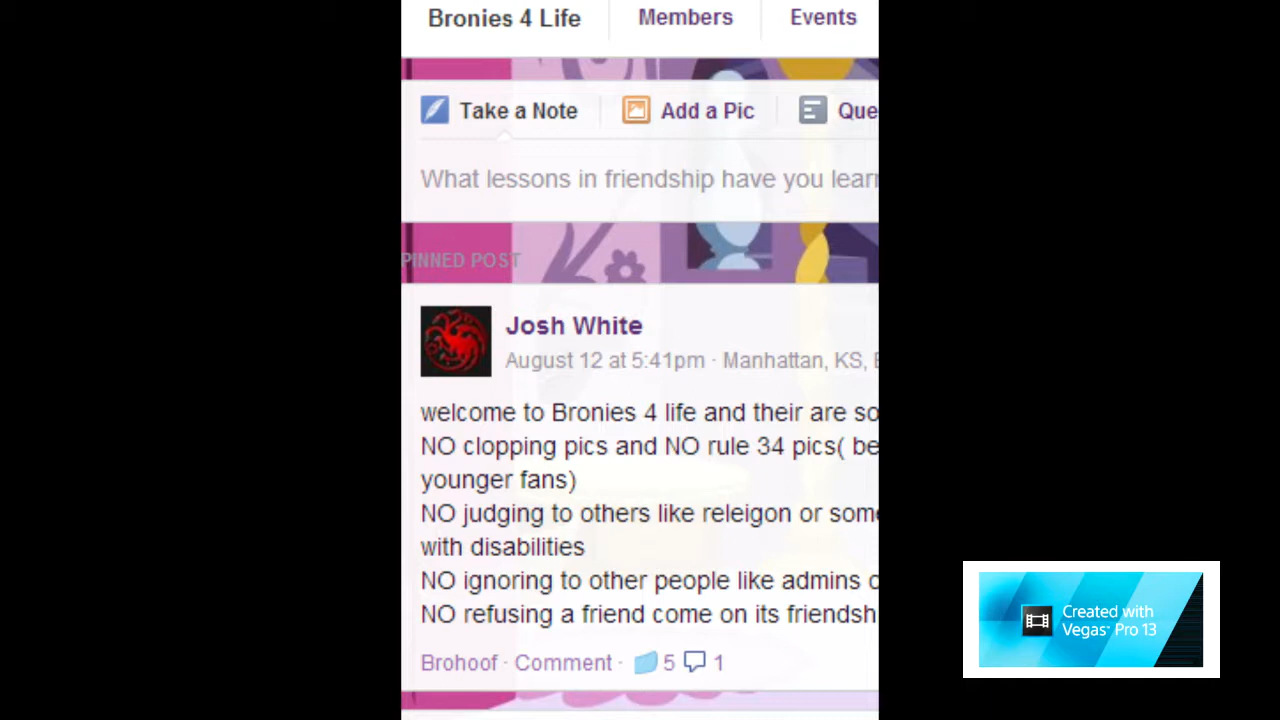 Bronies 4 Life Members Events
Take a Note Add a Pic Que
What lessons in friendship have you learn
PINNED POST
Josh White
August 12 at 5:41pm · Manhattan, KS,
welcome to Bronies 4 life and their are so
NO clopping pics and NO rule 34 pics( be
younger fans)
NO judging to others like releigon or some
with disabilities
NO ignoring to other people like admins o
NO refusing a friend come on its friendsh
Brohoof · Comment · 5 1
Created with
Vegas™ Pro 13